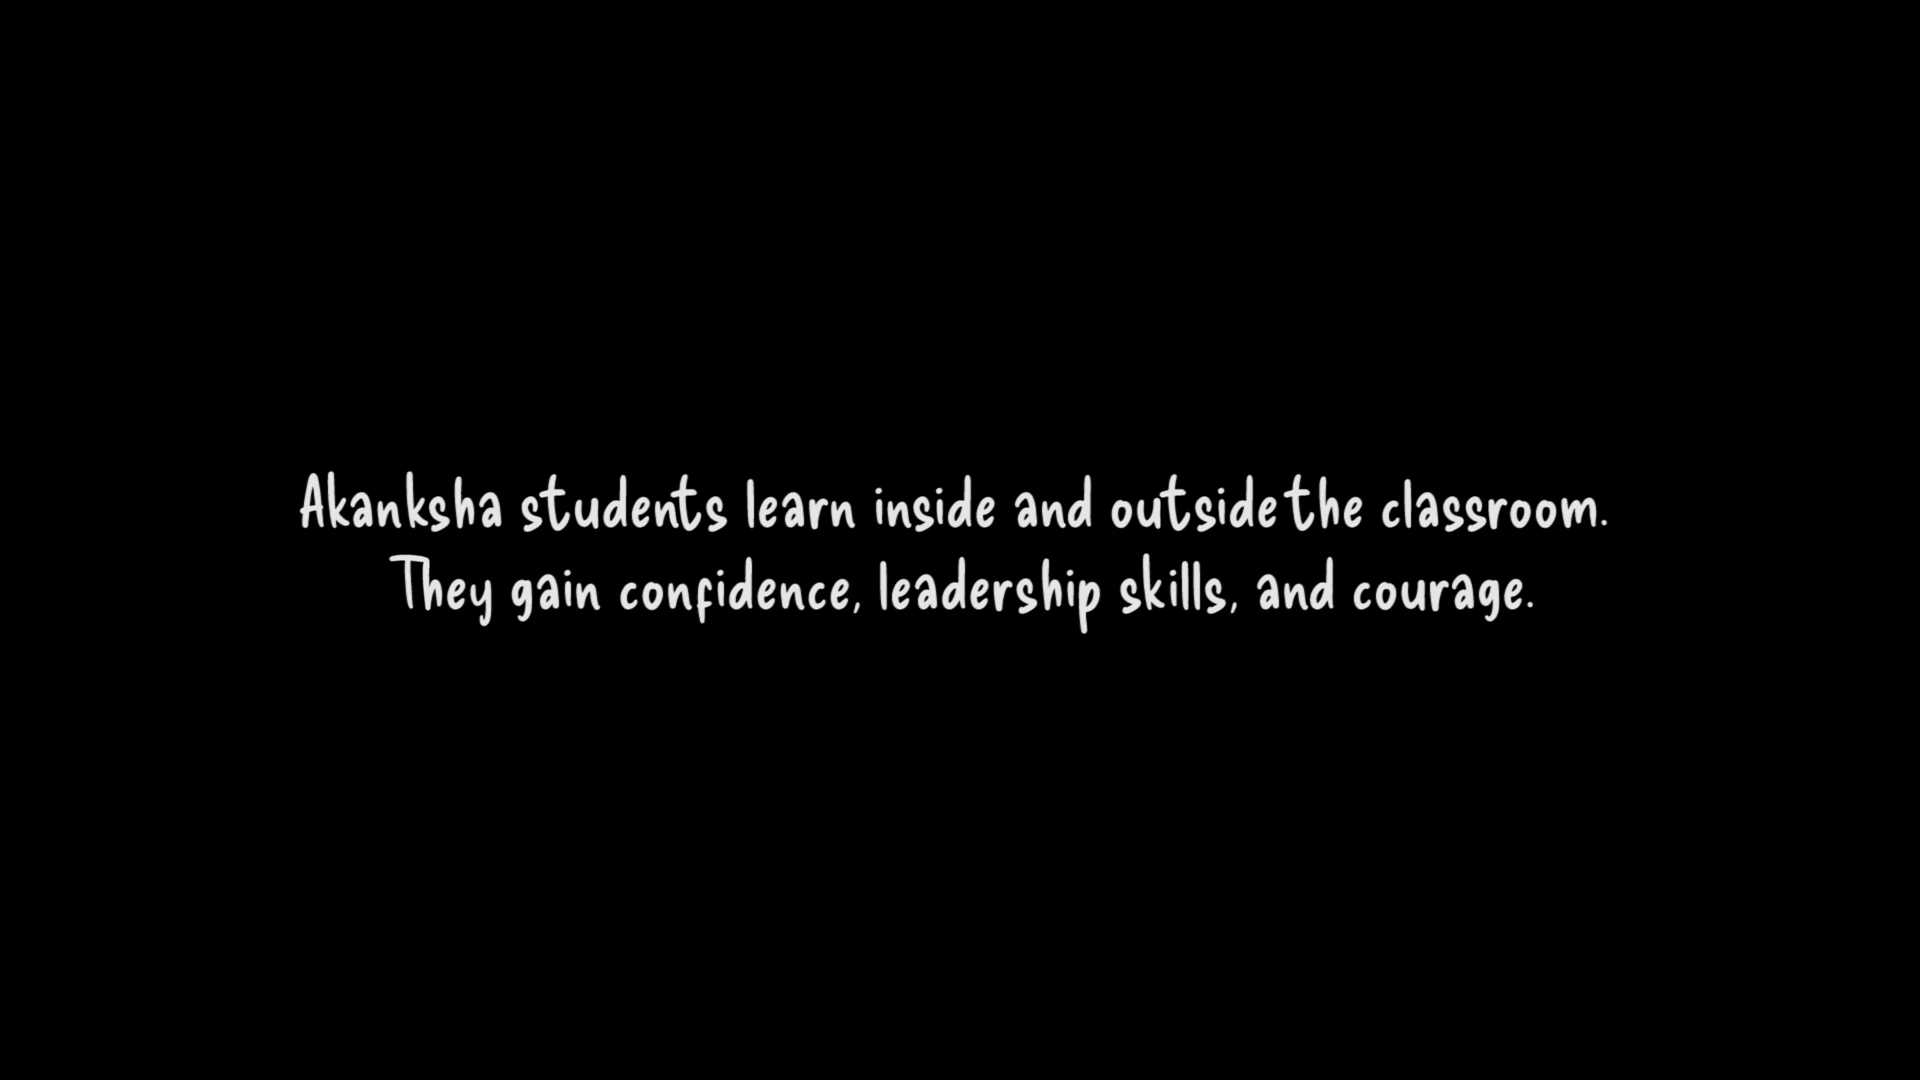 Akanksha students learn inside and outside the classroom.
They gain confidence, leadership skills, and courage.